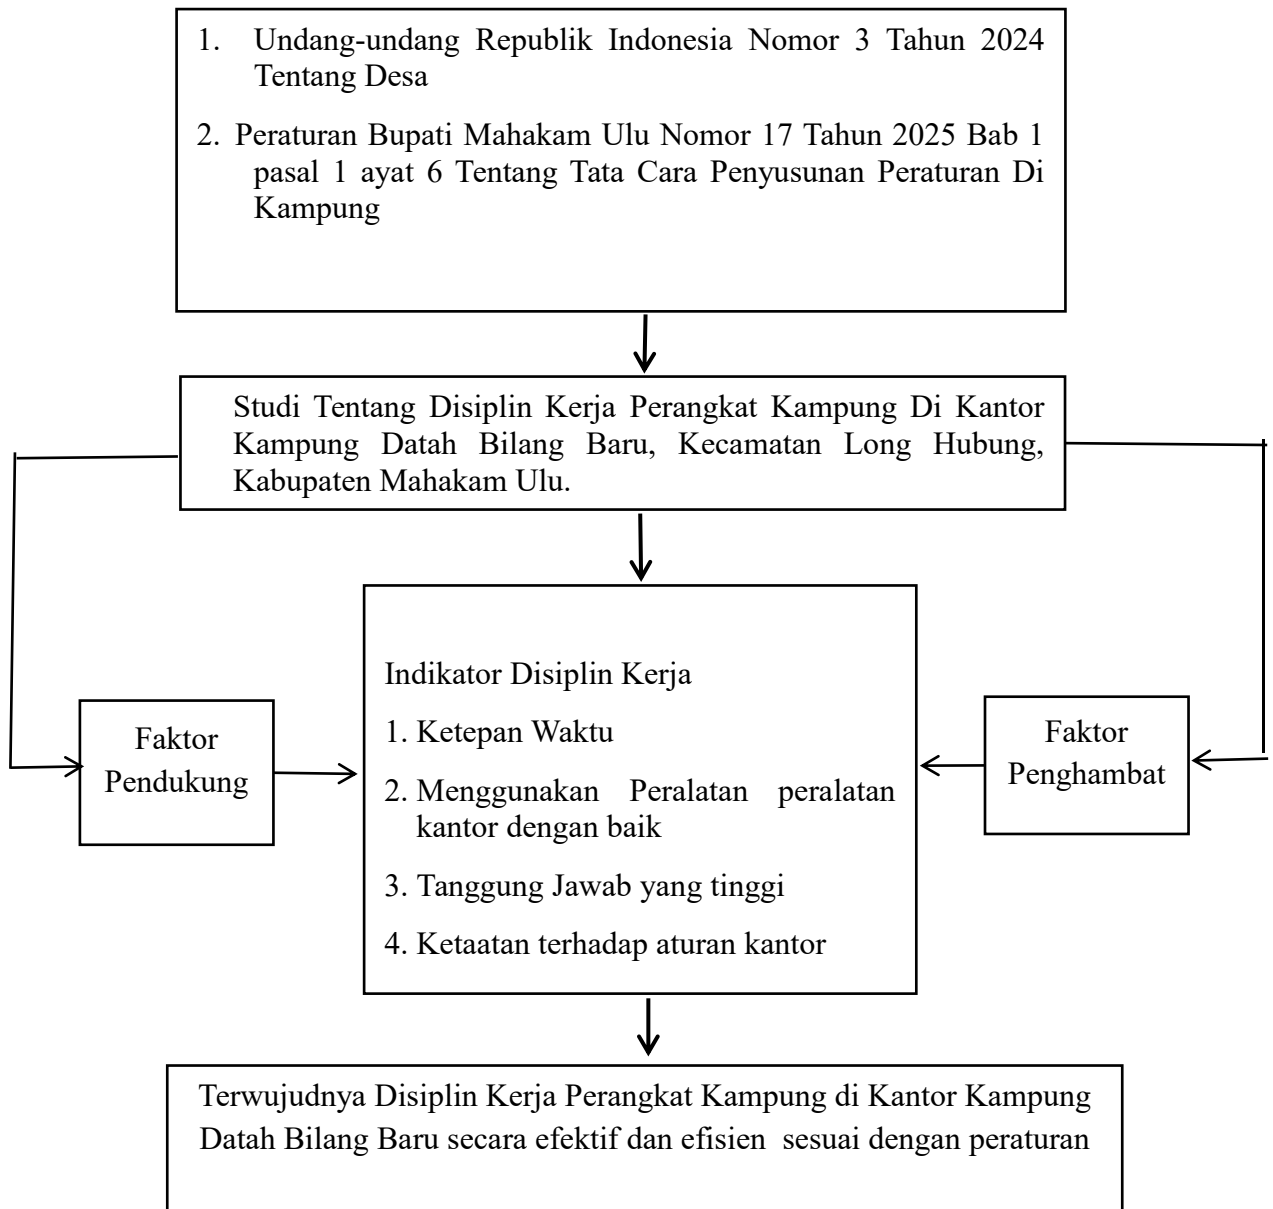 1. Undang-undang Republik Indonesia Nomor 3 Tahun 2024
Tentang Desa
2. Peraturan Bupati Mahakam Ulu Nomor 17 Tahun 2025 Bab 1
pasal 1 ayat 6 Tentang Tata Cara Penyusunan Peraturan Di
Kampung
Studi Tentang Disiplin Kerja Perangkat Kampung Di Kantor
Kampung Datah Bilang Baru, Kecamatan Long Hubung,
Kabupaten Mahakam Ulu.
Faktor
Pendukung
Indikator Disiplin Kerja
1. Ketepan Waktu
2. Menggunakan Peralatan peralatan
kantor dengan baik
3. Tanggung Jawab yang tinggi
4. Ketaatan terhadap aturan kantor
Faktor
Penghambat
Terwujudnya Disiplin Kerja Perangkat Kampung di Kantor Kampung
Datah Bilang Baru secara efektif dan efisien sesuai dengan peraturan